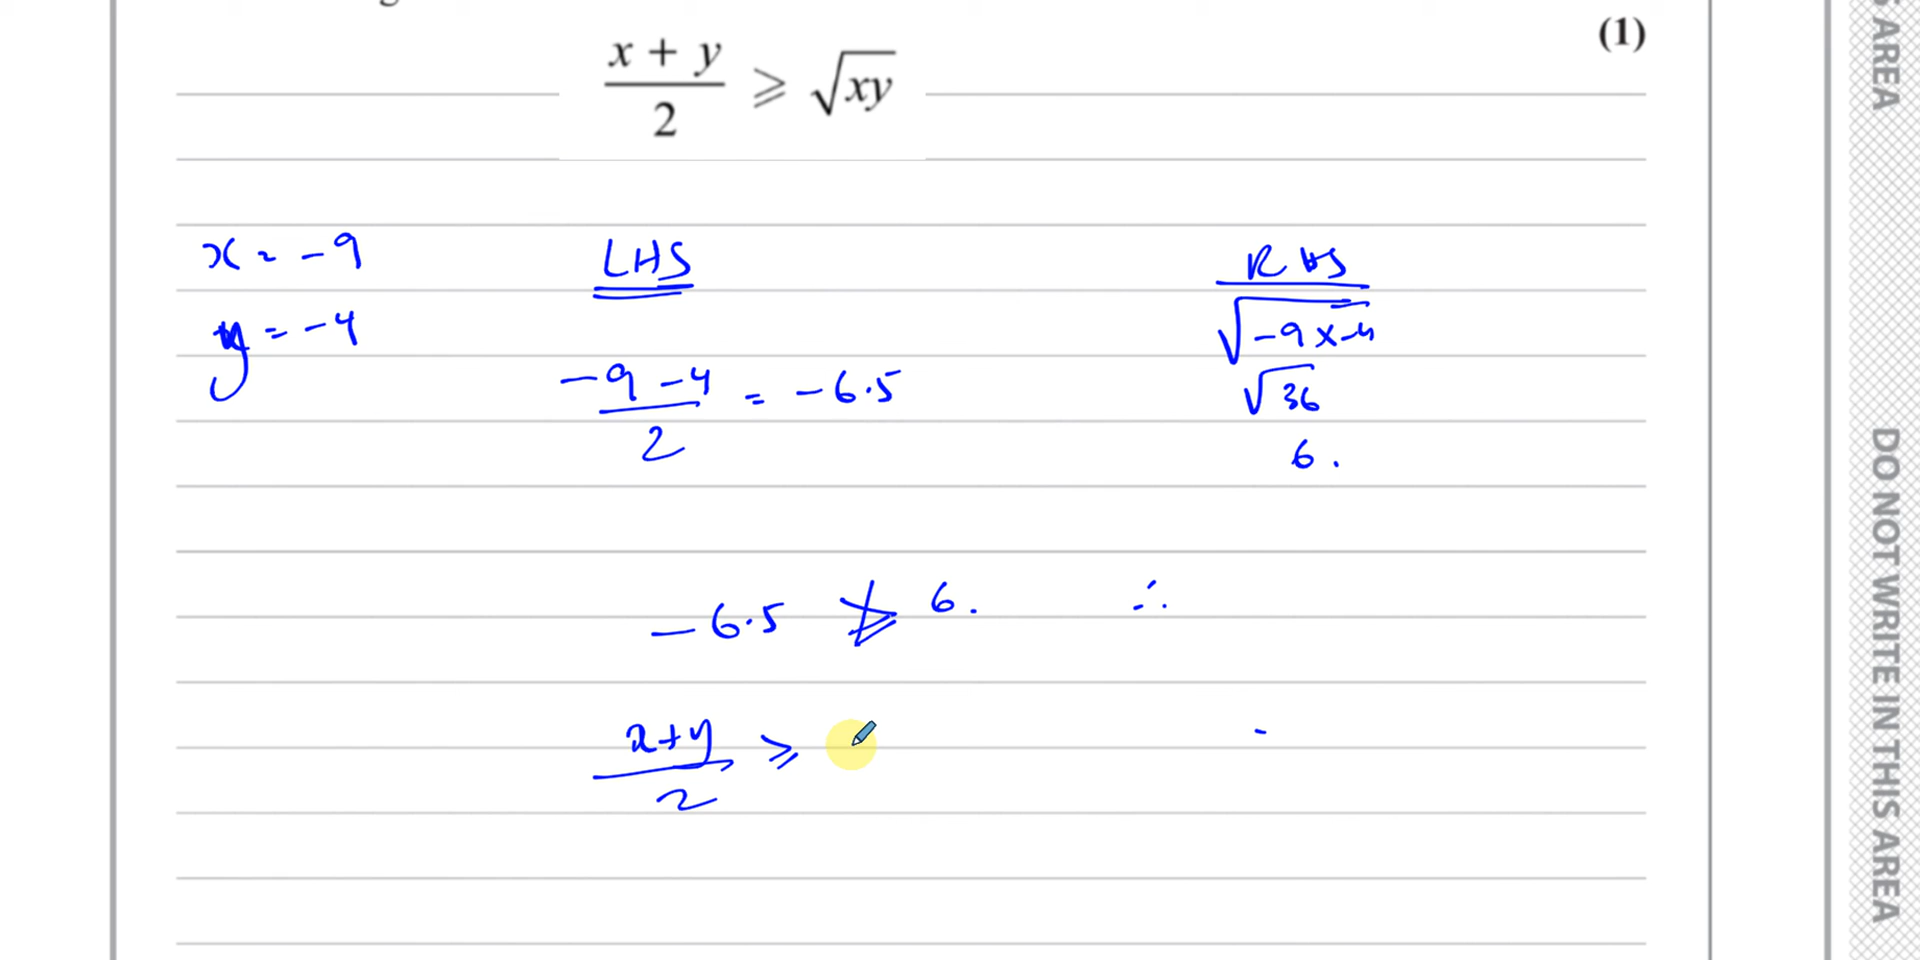 (1)
x + y / 2 ⩾ √xy
x = -9
LHS
RHS
y = -4
√-9 x -4
-9 -4 / 2 = -6.5
√36
6.
-6.5 ≱ 6. ∴
x+y / 2 ⩾
S AREA
DO NOT WRITE IN THIS AREA